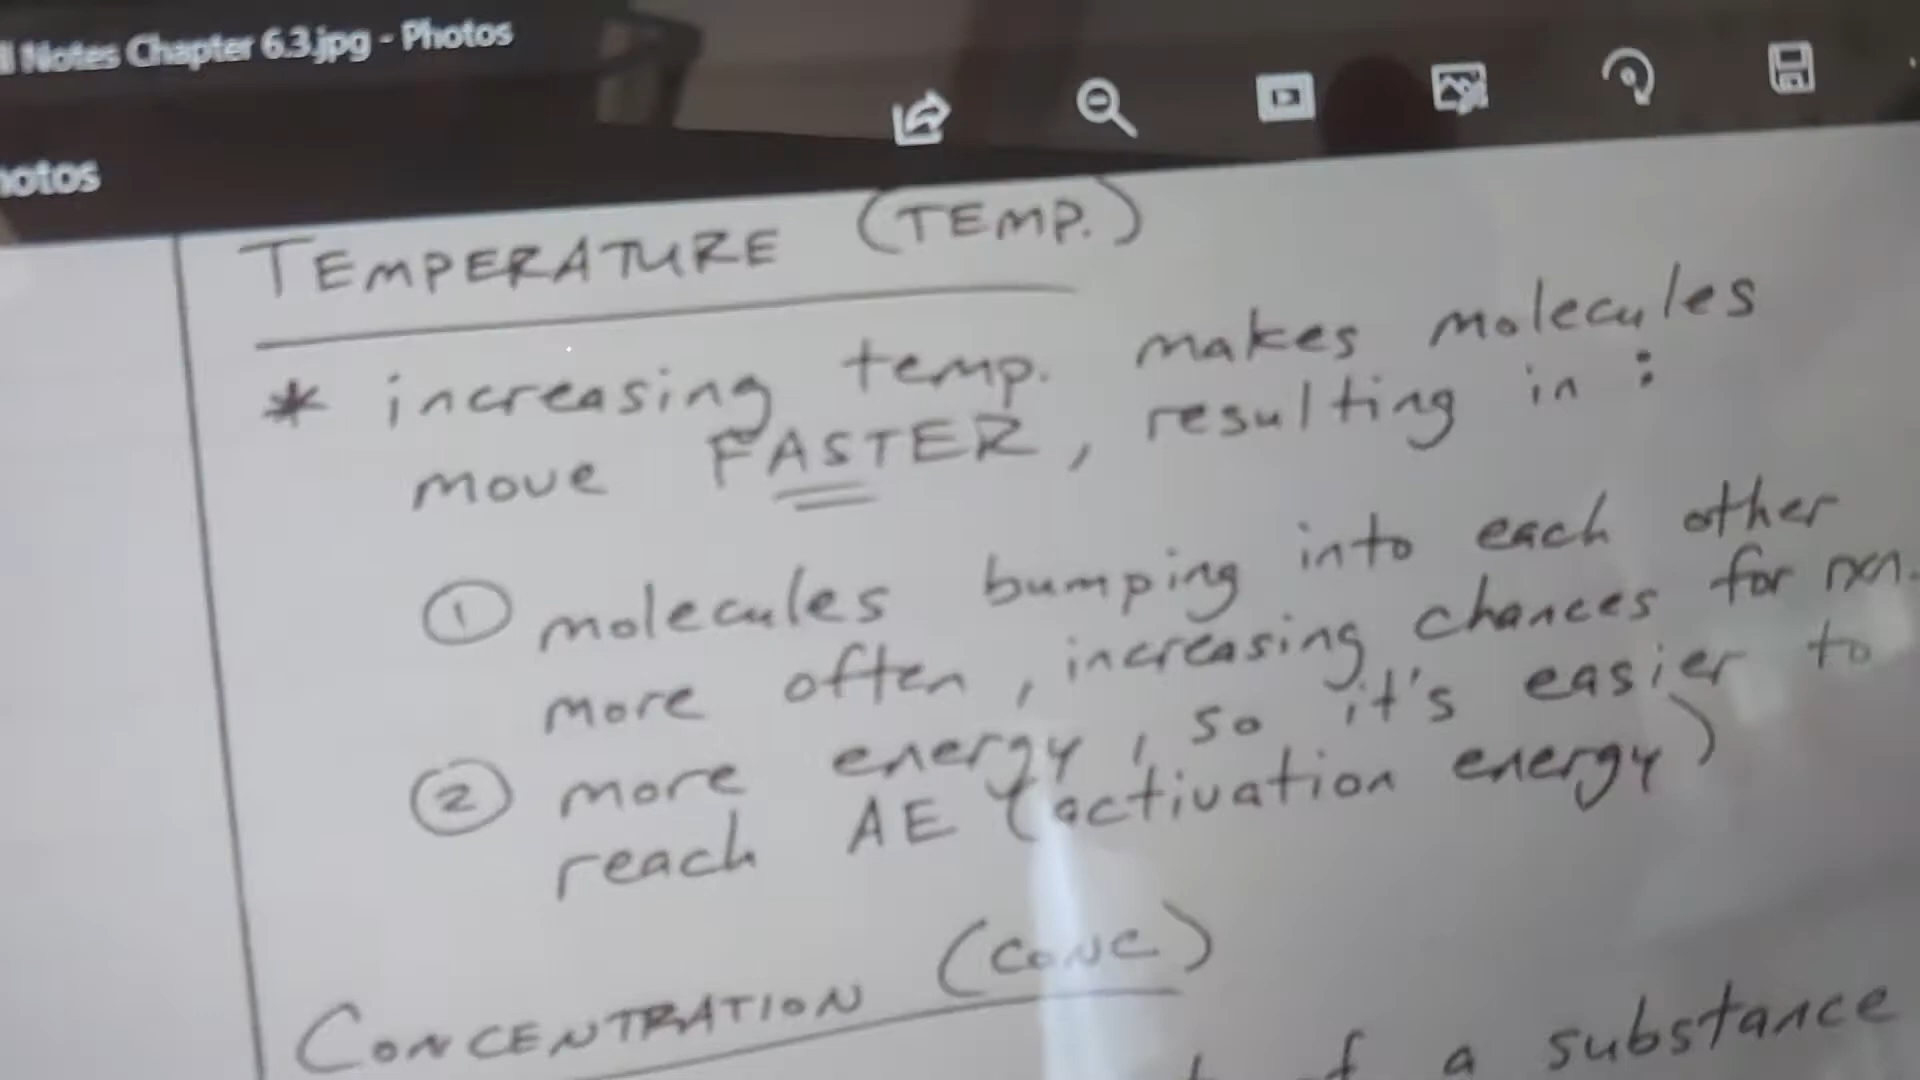 Notes Chapter 6.3.jpg - Photos
TEMPERATURE (TEMP.)
* increasing temp. makes molecules
move FASTER, resulting in :
① molecules bumping into each other
more often, increasing chances for rxn.
② more energy, so it's easier to
reach AE (activation energy)
CONCENTRATION (CONC)
of a substance